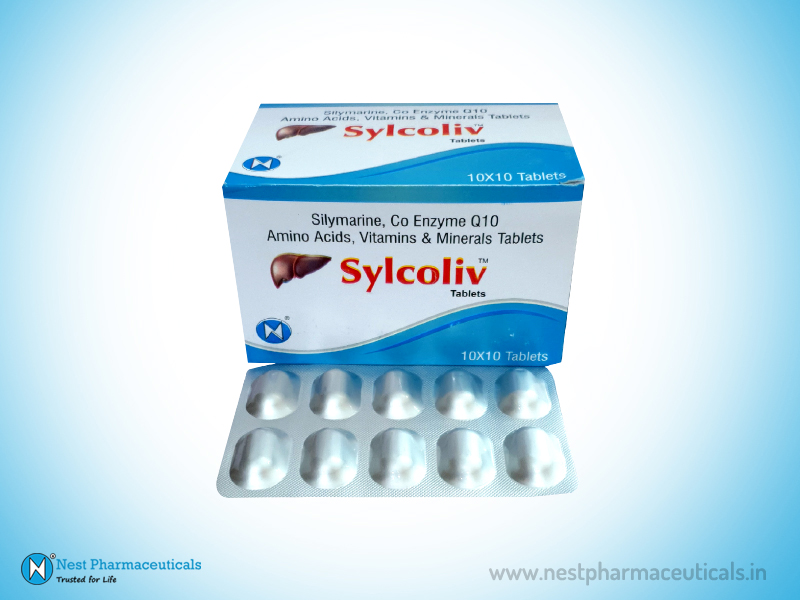 Silymarine, Co Enzyme Q10
Amino Acids, Vitamins & Minerals Tablets
Sylcoliv™
Tablets
10X10 Tablets
Silymarine, Co Enzyme Q10
Amino Acids, Vitamins & Minerals Tablets
Sylcoliv™
Tablets
®
10X10 Tablets
® Nest Pharmaceuticals
Trusted for Life
www.nestpharmaceuticals.in